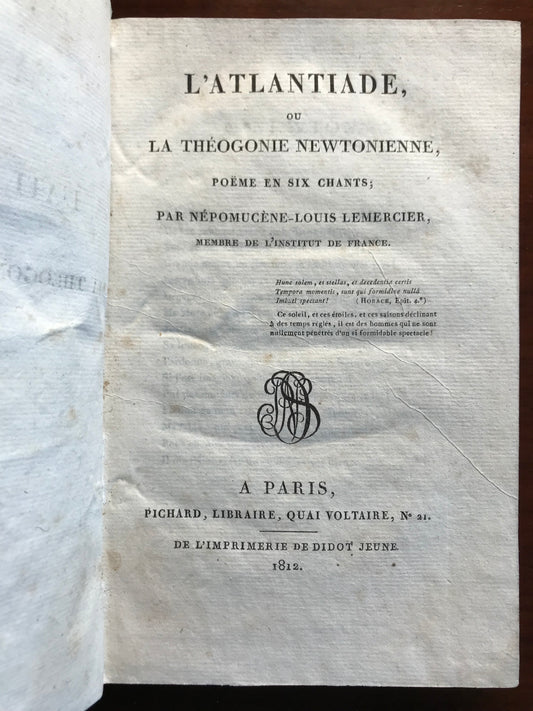 L'ATLANTIADE,
OU
LA THÉOGONIE NEWTONIENNE,
POËME EN SIX CHANTS;
PAR NÉPOMUCÈNE-LOUIS LEMERCIER,
MEMBRE DE L'INSTITUT DE FRANCE.
Hunc solem, et stellas, et decedentia certis
Tempora momentis, sunt qui formidine nullâ
Imbuti spectant! (HORACE, Epit. 4.e)
Ce soleil, et ces étoiles, et ces saisons déclinant
à des temps réglés, il est des hommes qui ne sont
nullement pénétrés d'un si formidable spectacle!
A PARIS,
PICHARD, LIBRAIRE, QUAI VOLTAIRE, No 21.
DE L'IMPRIMERIE DE DIDOT JEUNE.
1812.